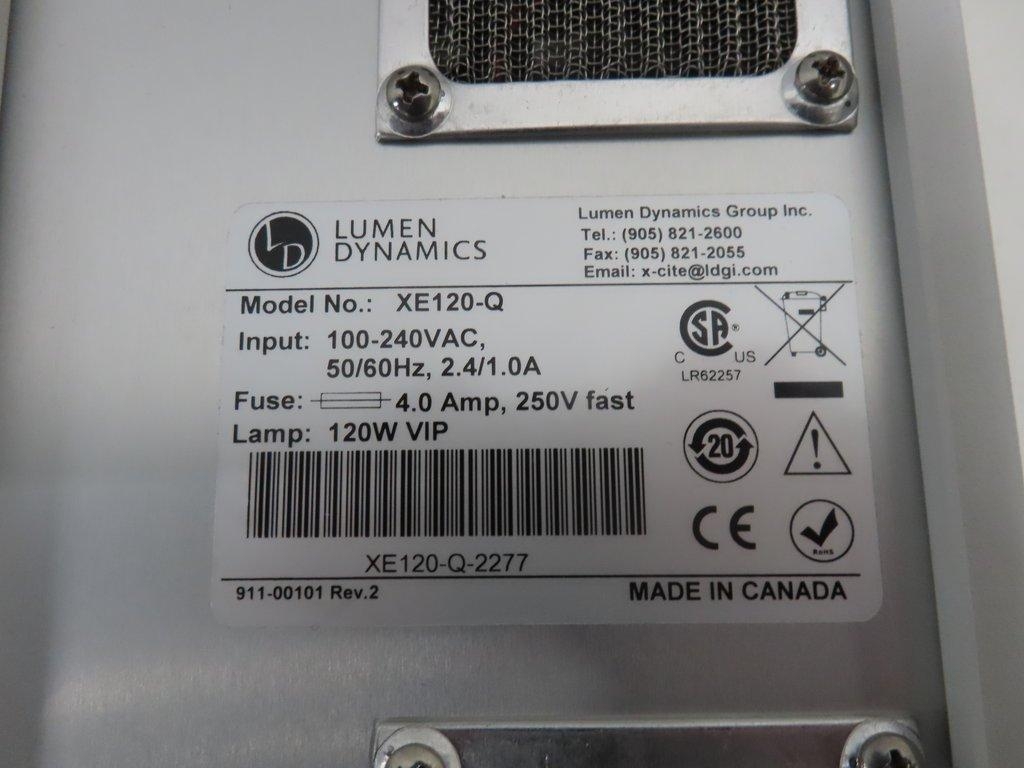 LD LUMEN DYNAMICS
Lumen Dynamics Group Inc.
Tel.: (905) 821-2600
Fax: (905) 821-2055
Email: x-cite@ldgi.com
Model No.: XE120-Q
Input: 100-240VAC,
50/60Hz, 2.4/1.0A
Fuse: 4.0 Amp, 250V fast
Lamp: 120W VIP
CSA®
C US
LR62257
20
CE
RoHS
XE120-Q-2277
911-00101 Rev.2
MADE IN CANADA